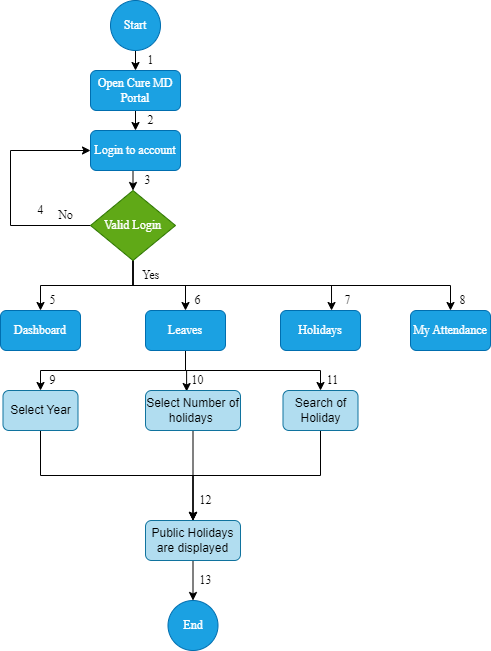 Start
1
Open Cure MD
Portal
2
Login to account
3
4
No
Valid Login
Yes
5
6
7
8
Dashboard
Leaves
Holidays
My Attendance
9
10
11
Select Year
Select Number of
holidays
Search of
Holiday
12
Public Holidays
are displayed
13
End